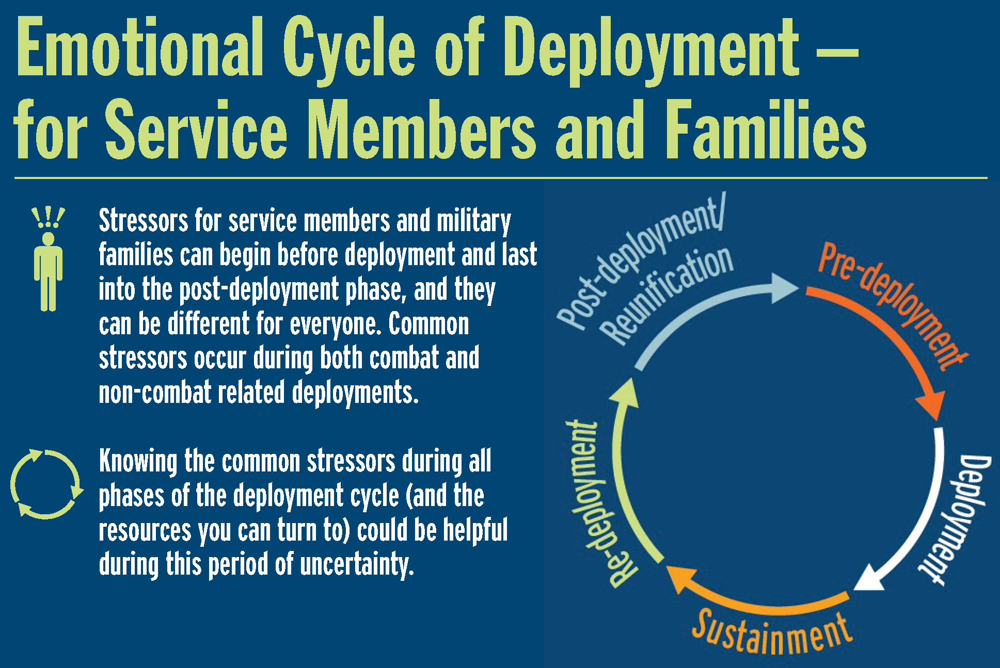 Emotional Cycle of Deployment –
for Service Members and Families
Stressors for service members and military
families can begin before deployment and last
into the post-deployment phase, and they
can be different for everyone. Common
stressors occur during both combat and
non-combat related deployments.
Knowing the common stressors during all
phases of the deployment cycle (and the
resources you can turn to) could be helpful
during this period of uncertainty.
Post-deployment/
Reunification
Pre-deployment
Deployment
Sustainment
Re-deployment